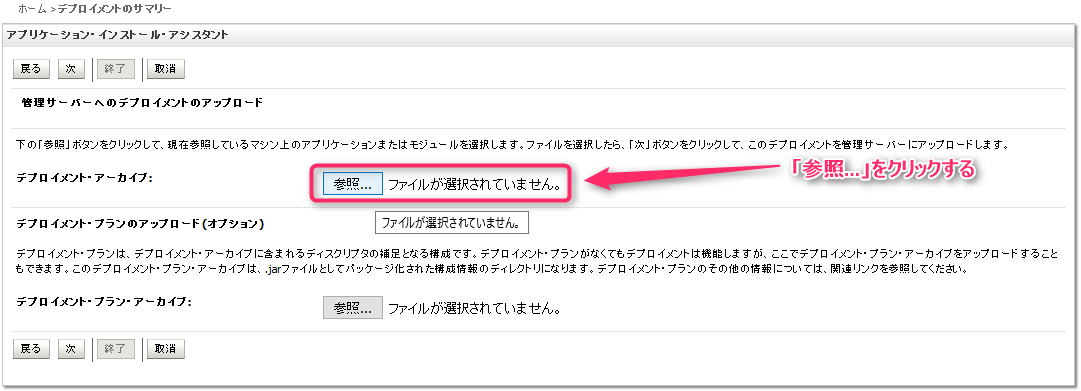 ホーム >デプロイメントのサマリー
アプリケーション・インストール・アシスタント
戻る 次 終了 取消
管理サーバーへのデプロイメントのアップロード
下の「参照」ボタンをクリックして、現在参照しているマシン上のアプリケーションまたはモジュールを選択します。ファイルを選択したら、「次」ボタンをクリックして、このデプロイメントを管理サーバーにアップロードします。
「参照...」をクリックする
デプロイメント・アーカイブ: 参照... ファイルが選択されていません。
デプロイメント・プランのアップロード(オプション) ファイルが選択されていません。
デプロイメント・プランは、デプロイメント・アーカイブに含まれるディスクリプタの補足となる構成です。デプロイメント・プランがなくてもデプロイメントは機能しますが、ここでデプロイメント・プラン・アーカイブをアップロードすること
もできます。このデプロイメント・プラン・アーカイブは、.jarファイルとしてパッケージ化された構成情報のディレクトリになります。デプロイメント・プランのその他の情報については、関連リンクを参照してください。
デプロイメント・プラン・アーカイブ: 参照... ファイルが選択されていません。
戻る 次 終了 取消